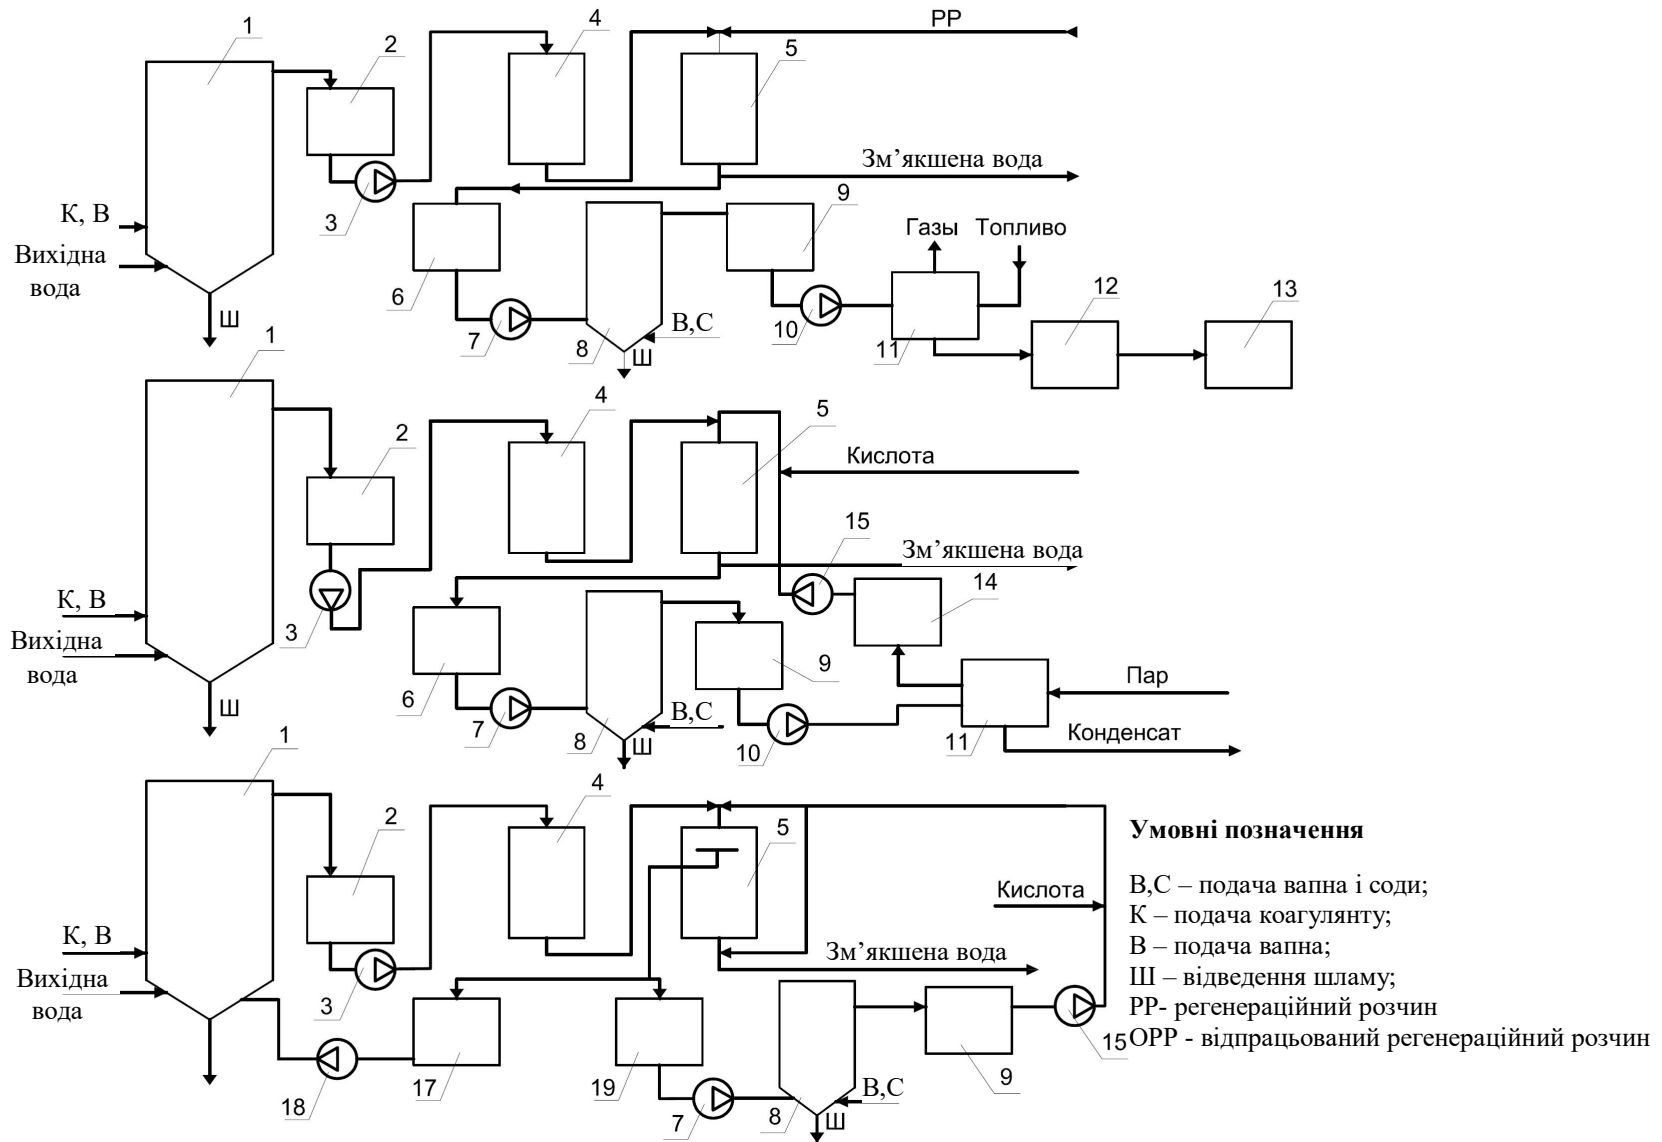 1
2
4
PP
5
Зм’якшена вода
К, В
3
Вихідна
вода
Ш
6
7
8
В,С
Ш
9
10
Газы
Топливо
11
12
13
1
2
4
5
Кислота
15
Зм’якшена вода
14
К, В
3
Вихідна
вода
Ш
6
7
8
В,С
Ш
9
10
11
Пар
Конденсат
1
2
4
5
Кислота
Зм’якшена вода
К, В
3
Вихідна
вода
18
17
19
7
8
В,С
Ш
9
15
Умовні позначення
В,С – подача вапна і соди;
К – подача коагулянту;
В – подача вапна;
Ш – відведення шламу;
РР- регенераційний розчин
ОРР - відпрацьований регенераційний розчин